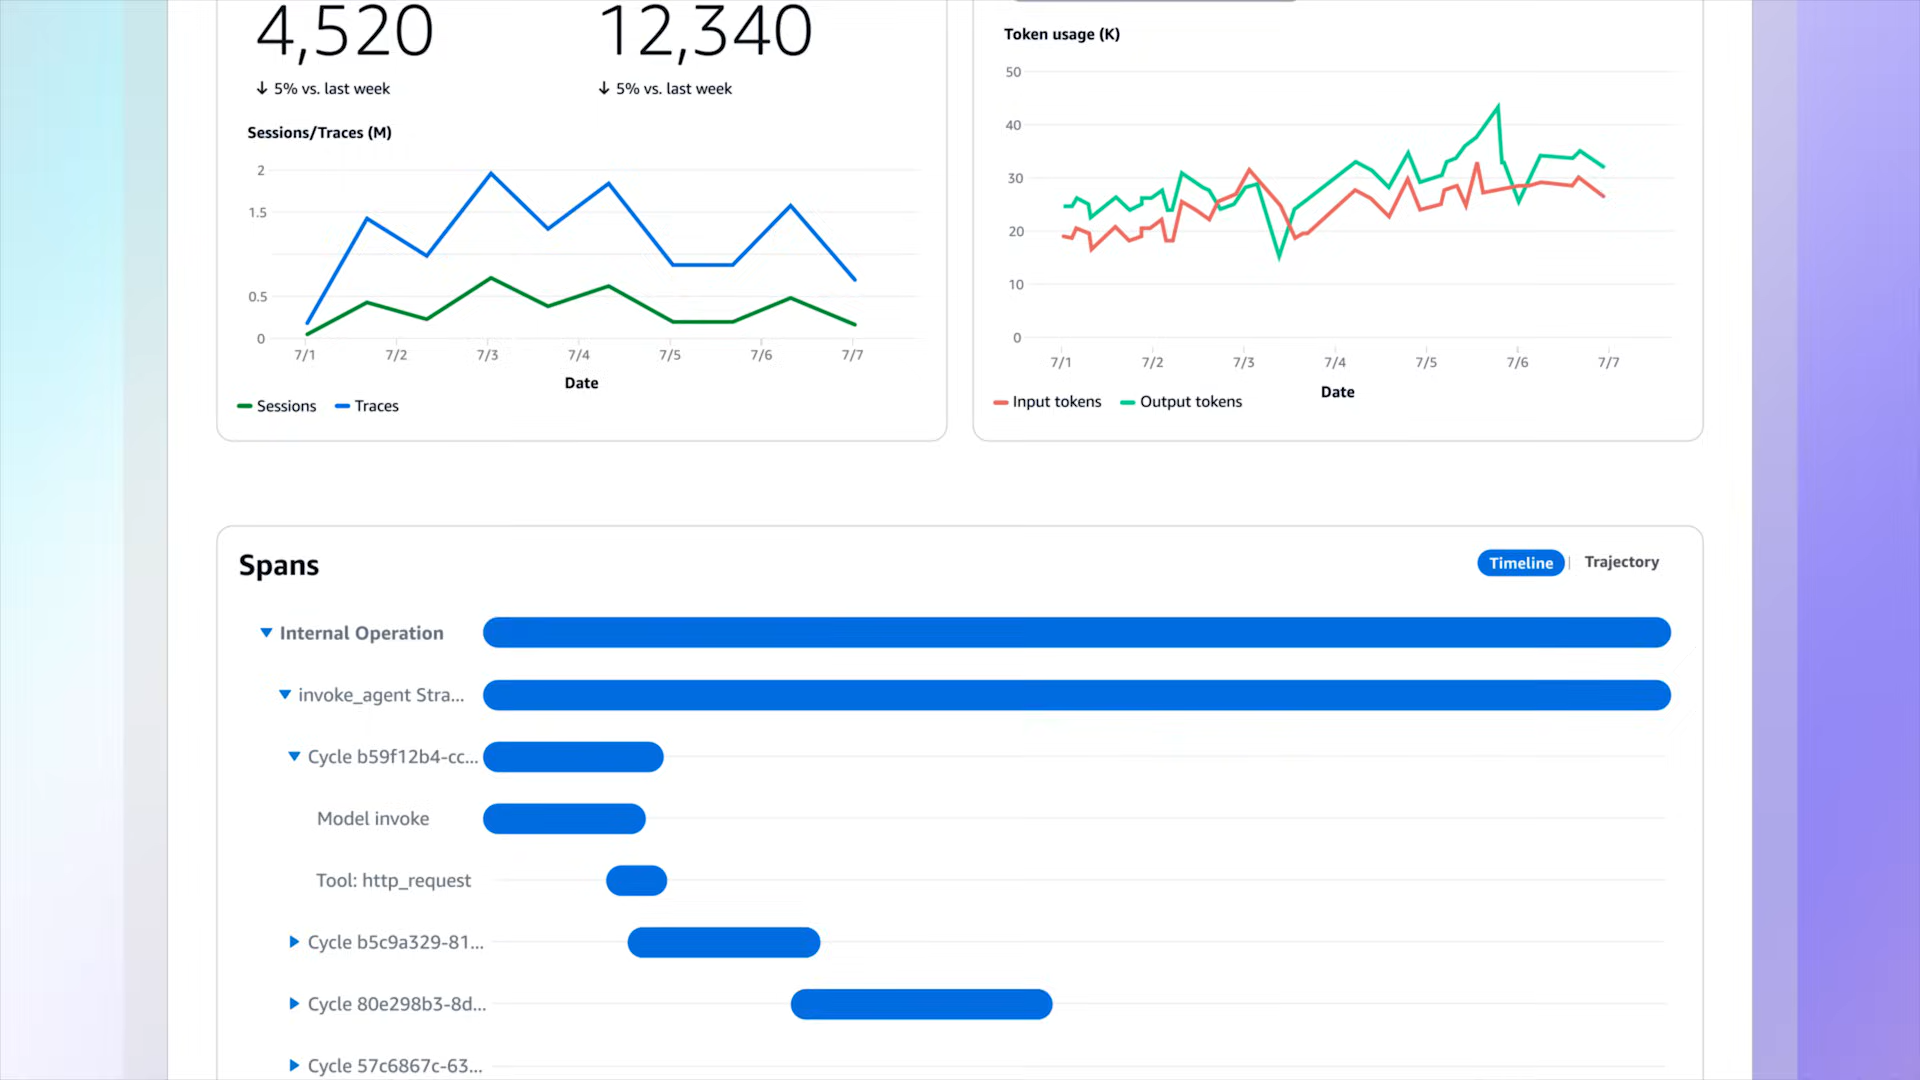 4,520
12,340
↓ 5% vs. last week
↓ 5% vs. last week
Sessions/Traces (M)
2
1.5
0.5
0
7/1 7/2 7/3 7/4 7/5 7/6 7/7
Date
Sessions Traces
Token usage (K)
50
40
30
20
10
0
7/1 7/2 7/3 7/4 7/5 7/6 7/7
Date
Input tokens Output tokens
Spans
Timeline | Trajectory
Internal Operation
invoke_agent Stra...
Cycle b59f12b4-cc...
Model invoke
Tool: http_request
Cycle b5c9a329-81...
Cycle 80e298b3-8d...
Cycle 57c6867c-63...